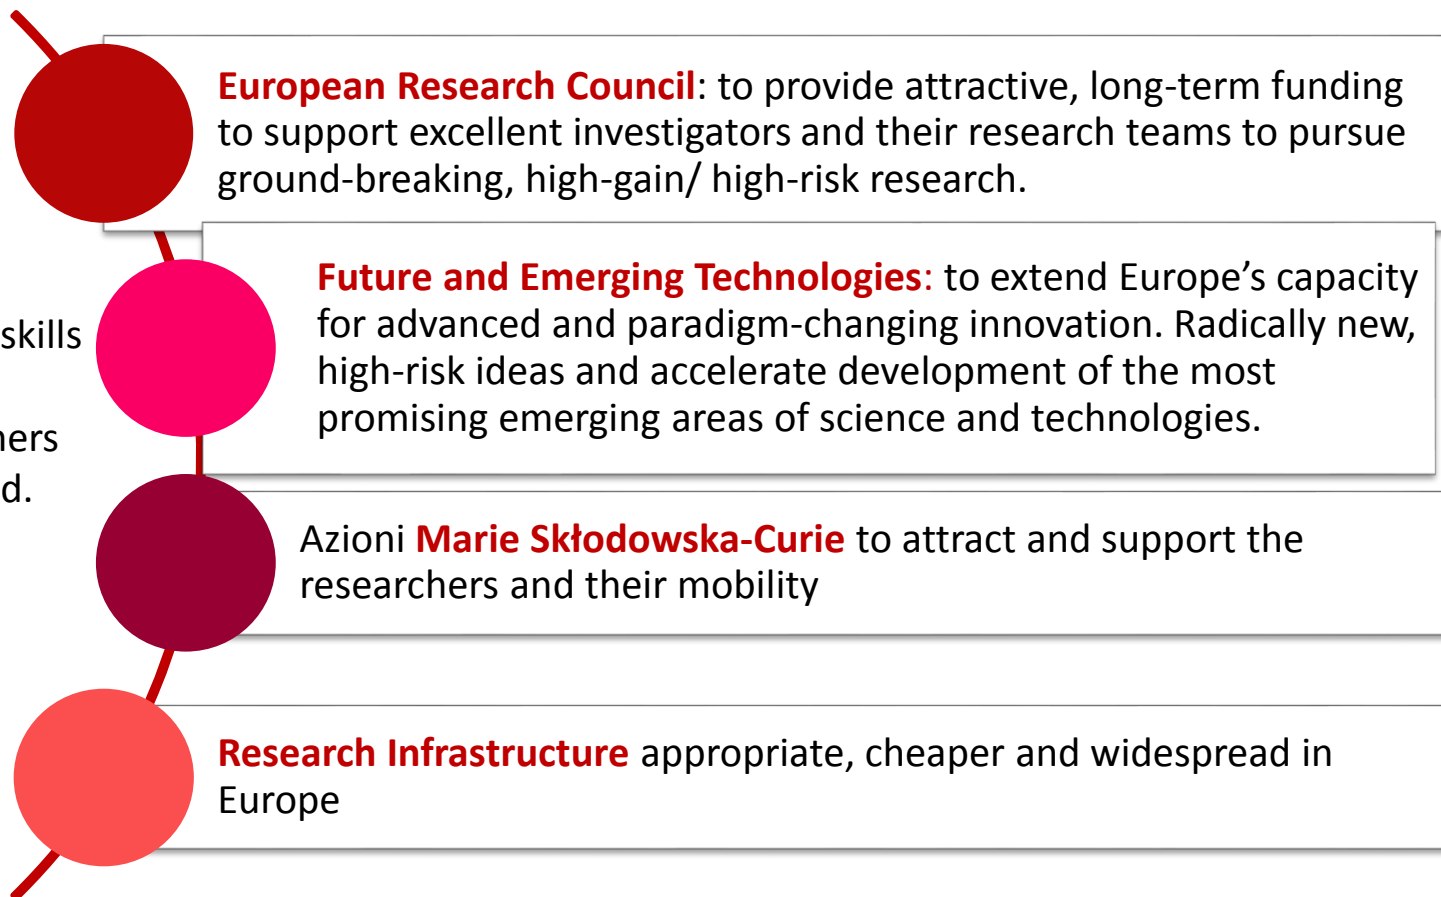 European Research Council: to provide attractive, long-term funding
to support excellent investigators and their research teams to pursue
ground-breaking, high-gain/ high-risk research.
Future and Emerging Technologies: to extend Europe’s capacity
for advanced and paradigm-changing innovation. Radically new,
high-risk ideas and accelerate development of the most
promising emerging areas of science and technologies.
skills
d.
Azioni Marie Skłodowska-Curie to attract and support the
researchers and their mobility
Research Infrastructure appropriate, cheaper and widespread in
Europe